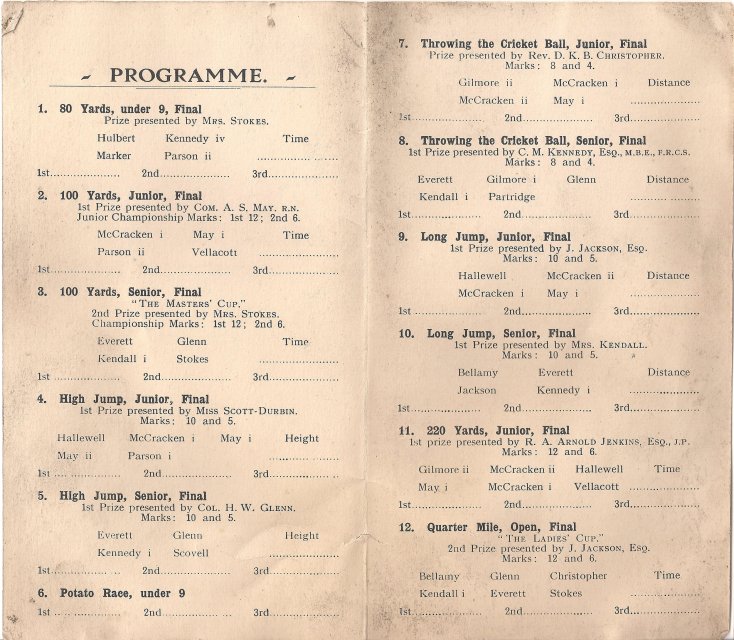 ~ PROGRAMME. ~
1. 80 Yards, under 9, Final
Prize presented by Mrs. Stokes.
Hulbert Kennedy iv Time
Marker Parson ii ....................
1st.................... 2nd.................... 3rd....................
2. 100 Yards, Junior, Final
1st Prize presented by Com. A. S. May, R.N.
Junior Championship Marks: 1st 12; 2nd 6.
McCracken i May i Time
Parson ii Vellacott ....................
1st.................... 2nd.................... 3rd....................
3. 100 Yards, Senior, Final
"The Masters' Cup."
2nd Prize presented by Mrs. Stokes.
Championship Marks: 1st 12; 2nd 6.
Everett Glenn Time
Kendall i Stokes ....................
1st.................... 2nd.................... 3rd....................
4. High Jump, Junior, Final
1st Prize presented by Miss Scott-Durbin.
Marks: 10 and 5.
Hallewell McCracken i May i Height
May ii Parson i ....................
1st.................... 2nd.................... 3rd....................
5. High Jump, Senior, Final
1st Prize presented by Col. H. W. Glenn.
Marks: 10 and 5.
Everett Glenn Height
Kennedy i Scovell ....................
1st.................... 2nd.................... 3rd....................
6. Potato Race, under 9
1st.................... 2nd.................... 3rd....................
7. Throwing the Cricket Ball, Junior, Final
Prize presented by Rev. D. K. B. Christopher.
Marks: 8 and 4.
Gilmore ii McCracken i Distance
McCracken ii May i ....................
1st.................... 2nd.................... 3rd....................
8. Throwing the Cricket Ball, Senior, Final
1st Prize presented by C. M. Kennedy, Esq., M.B.E., F.R.C.S.
Marks: 8 and 4.
Everett Gilmore i Glenn Distance
Kendall i Partridge ....................
1st.................... 2nd.................... 3rd....................
9. Long Jump, Junior, Final
1st Prize presented by J. Jackson, Esq.
Marks: 10 and 5.
Hallewell McCracken ii Distance
McCracken i May i ....................
1st.................... 2nd.................... 3rd....................
10. Long Jump, Senior, Final
1st Prize presented by Mrs. Kendall.
Marks: 10 and 5.
Bellamy Everett Distance
Jackson Kennedy i ....................
1st.................... 2nd.................... 3rd....................
11. 220 Yards, Junior, Final
1st prize presented by R. A. Arnold Jenkins, Esq., J.P.
Marks: 12 and 6.
Gilmore ii McCracken ii Hallewell Time
May i McCracken i Vellacott ....................
1st.................... 2nd.................... 3rd....................
12. Quarter Mile, Open, Final
"The Ladies' Cup."
2nd Prize presented by J. Jackson, Esq.
Marks: 12 and 6.
Bellamy Glenn Christopher Time
Kendall i Everett Stokes ....................
1st.................... 2nd.................... 3rd....................